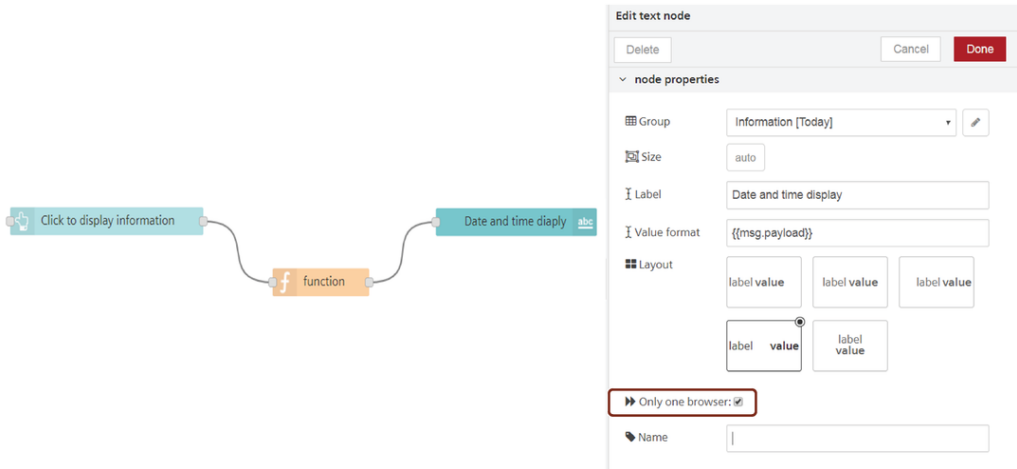 Click to display information
function
Date and time diaply
abc
Edit text node
Delete
Cancel
Done
node properties
Group
Information [Today]
Size
auto
Label
Date and time display
Value format
{{msg.payload}}
Layout
label value
label value
label value
label value
label
value
Only one browser:
Name